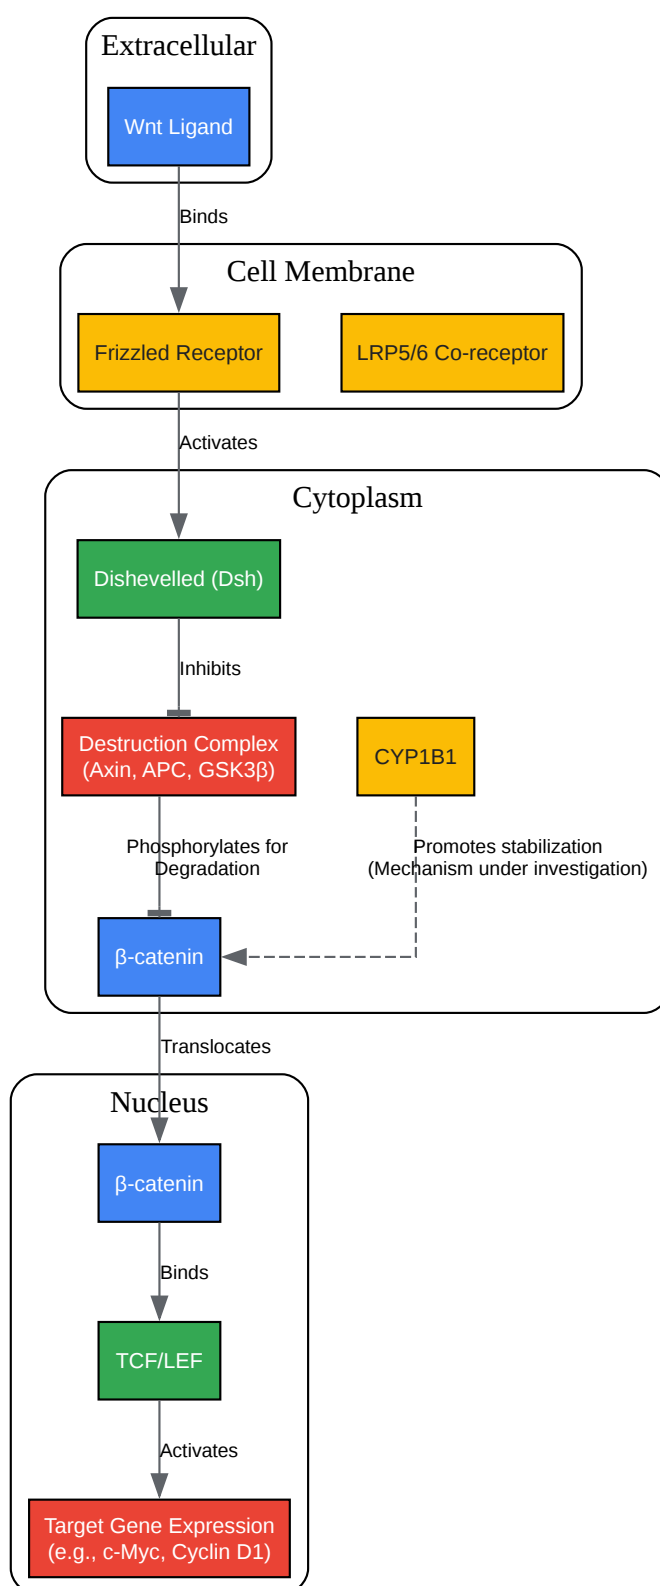 Extracellular
Wnt Ligand
Binds
Cell Membrane
Frizzled Receptor
LRP5/6 Co-receptor
Activates
Cytoplasm
Dishevelled (Dsh)
Inhibits
Destruction Complex
(Axin, APC, GSK3β)
CYP1B1
Phosphorylates for
Degradation
Promotes stabilization
(Mechanism under investigation)
β-catenin
Translocates
Nucleus
β-catenin
Binds
TCF/LEF
Activates
Target Gene Expression
(e.g., c-Myc, Cyclin D1)